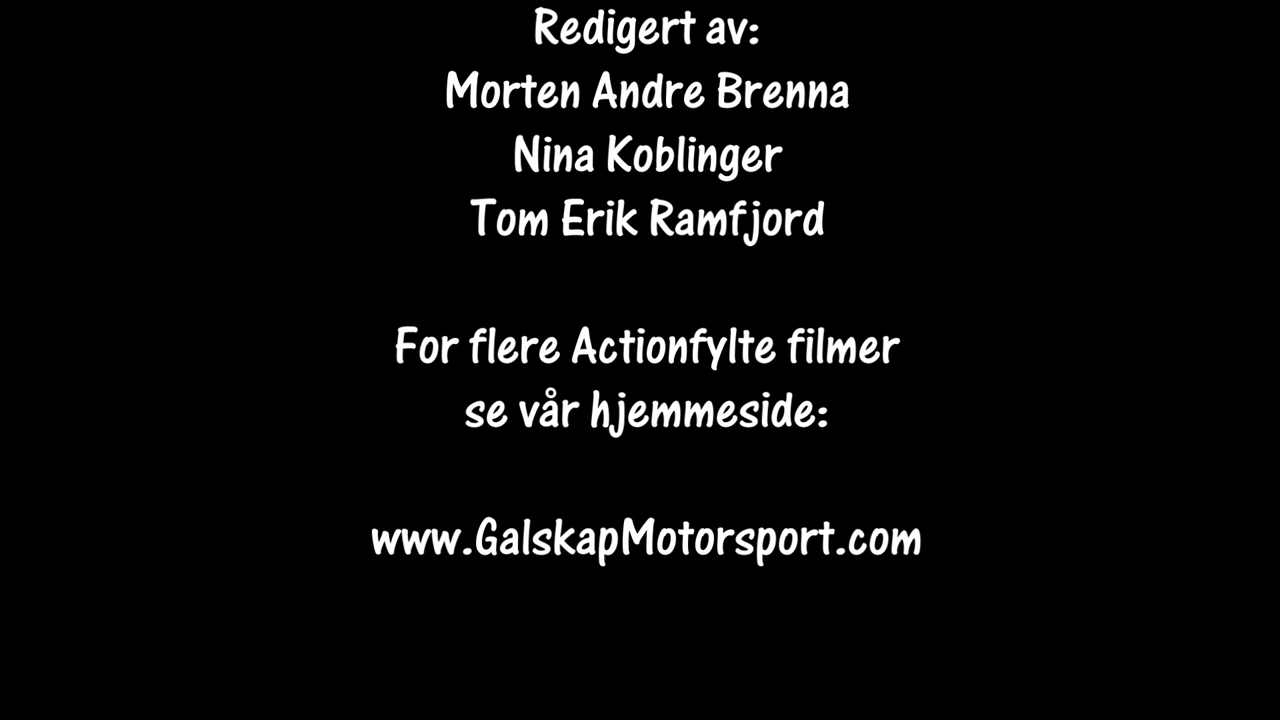 Redigert av:
Morten Andre Brenna
Nina Koblinger
Tom Erik Ramfjord
For flere Actionfylte filmer
se vår hjemmeside:
www.GalskapMotorsport.com